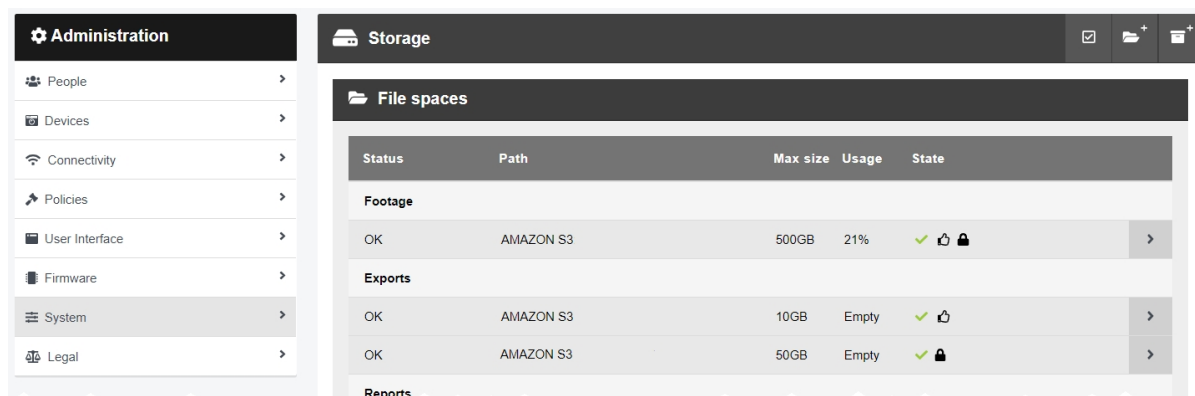 Administration
People
Devices
Connectivity
Policies
User Interface
Firmware
System
Legal
Storage
File spaces
Status Path Max size Usage State
Footage
OK AMAZON S3 500GB 21%
Exports
OK AMAZON S3 10GB Empty
OK AMAZON S3 50GB Empty
Reports